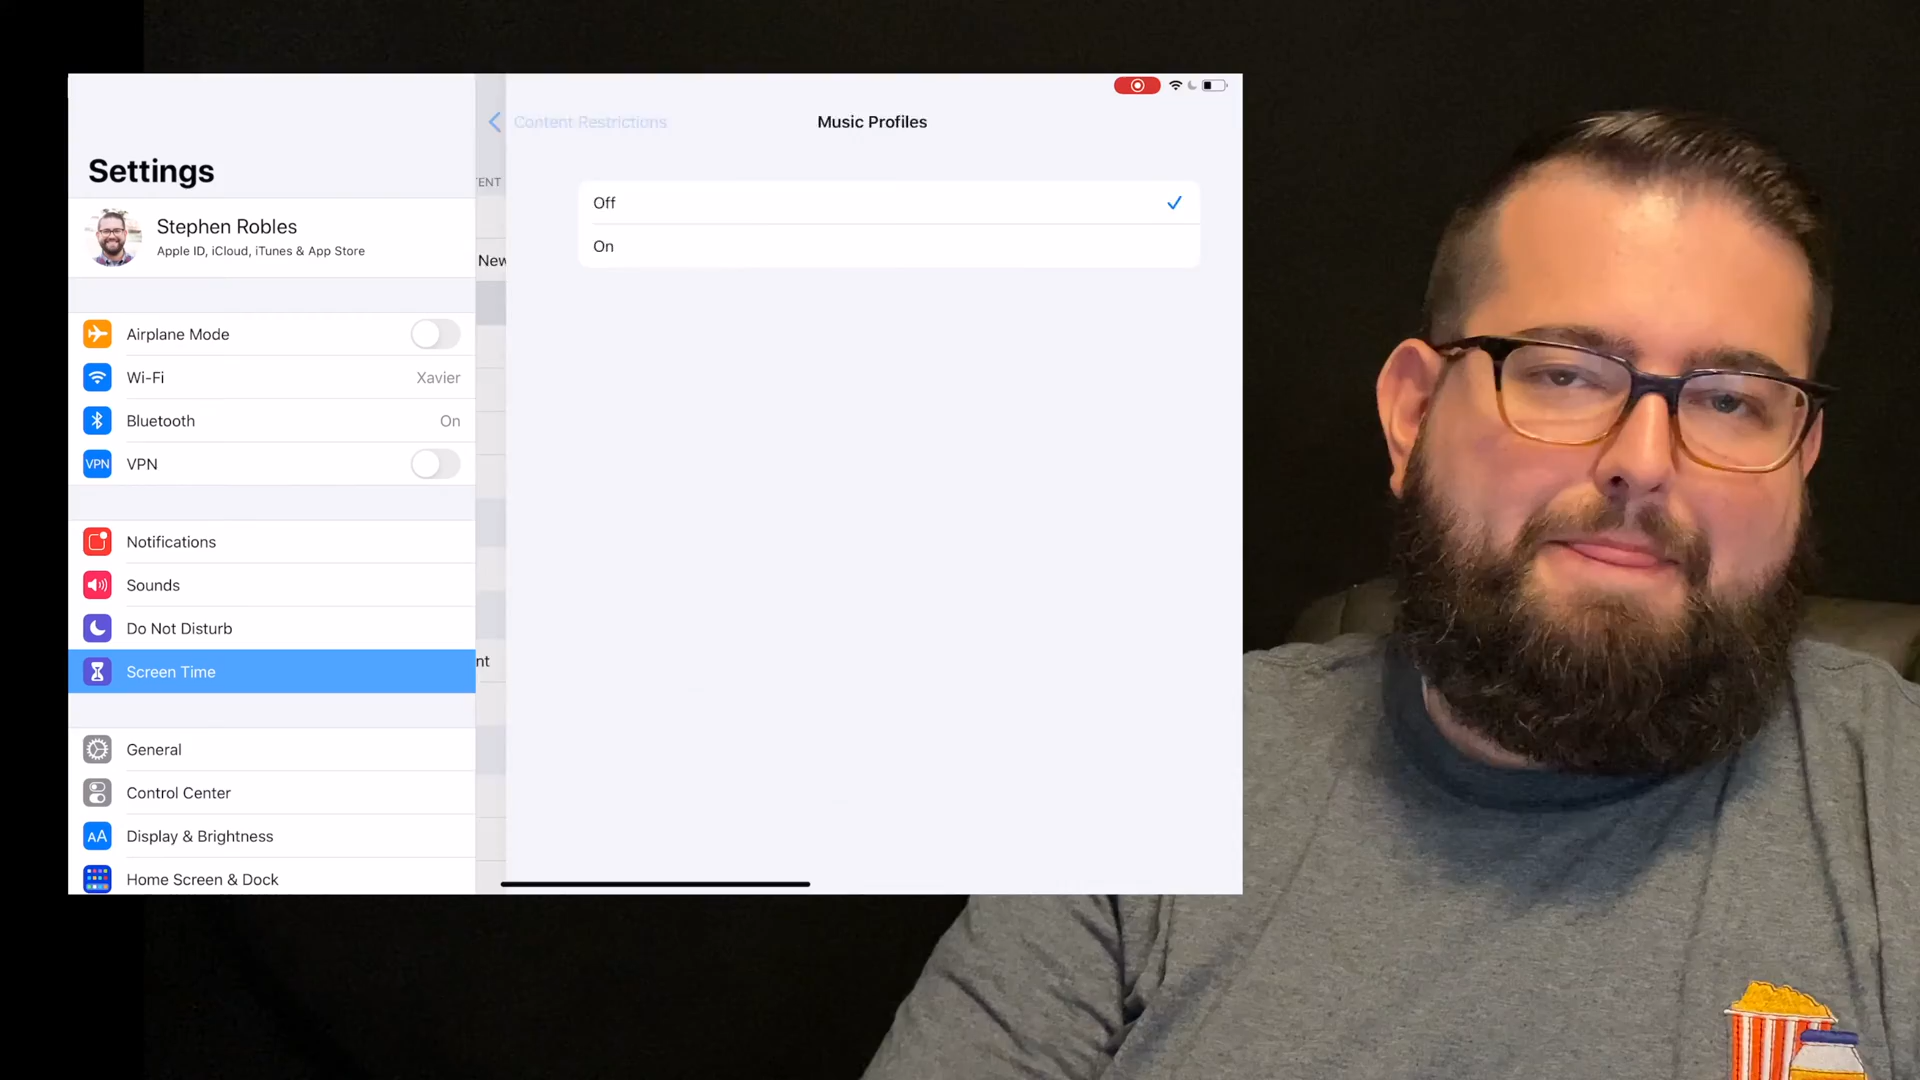 Content Restrictions
Music Profiles
Settings
Stephen Robles
Apple ID, iCloud, iTunes & App Store
Airplane Mode
Wi-Fi
Xavier
Bluetooth
On
VPN
VPN
Notifications
Sounds
Do Not Disturb
Screen Time
General
Control Center
AA
Display & Brightness
Home Screen & Dock
TENT
New
nt
Off
On